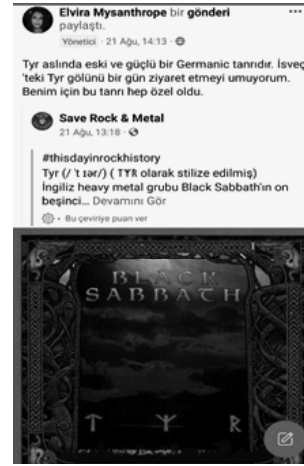 Elvira Mysanthrope bir gönderi
paylaştı.
Yönetici · 21 Ağu, 14:13 ·
Tyr aslında eski ve güçlü bir Germanic tanrıdır. İsveç
'teki Tyr gölünü bir gün ziyaret etmeyi umuyorum.
Benim için bu tanrı hep özel oldu.
Save Rock & Metal
21 Ağu, 13:18 ·
#thisdayinrockhistory
Tyr (/ˈtɪər/) ( TYR olarak stilize edilmiş)
İngiliz heavy metal grubu Black Sabbath'ın on
beşinci... Devamını Gör
· Bu çeviriye puan ver
BLACK
SABBATH
ᛏ ᛉ R